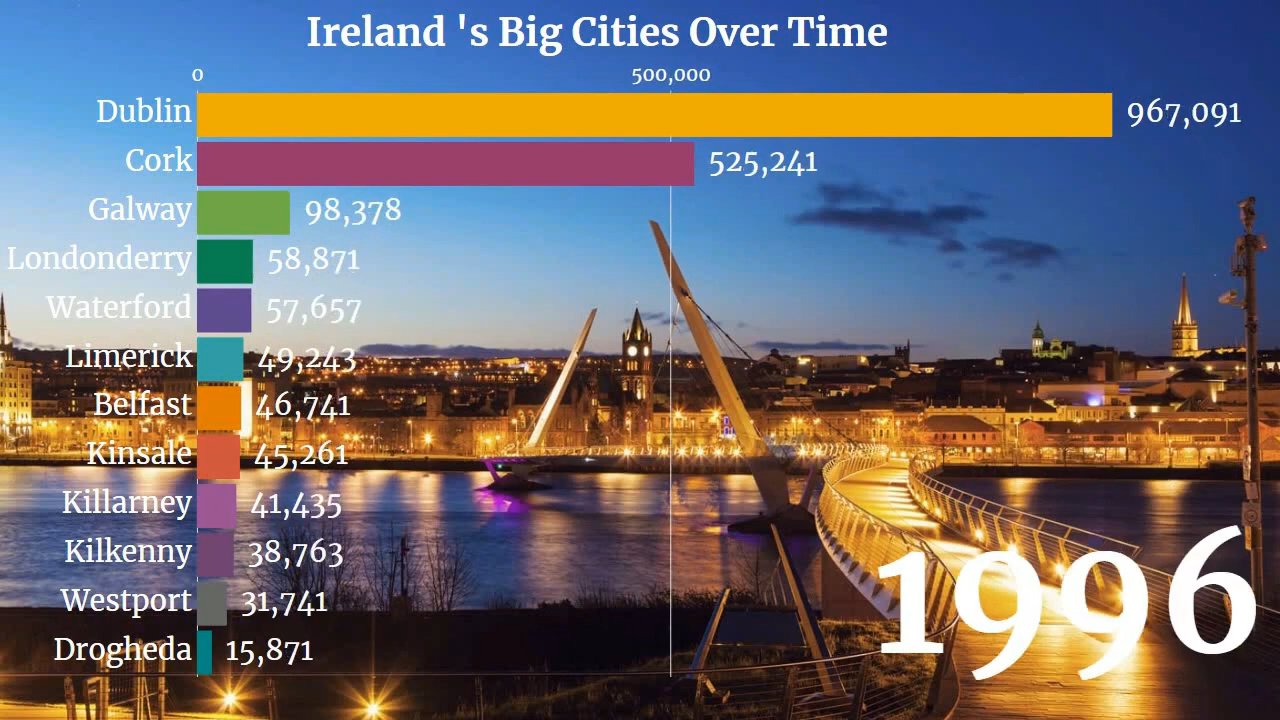 Ireland 's Big Cities Over Time
0 500,000
Dublin 967,091
Cork 525,241
Galway 98,378
Londonderry 58,871
Waterford 57,657
Limerick 49,243
Belfast 46,741
Kinsale 45,261
Killarney 41,435
Kilkenny 38,763
Westport 31,741
Drogheda 15,871
1996